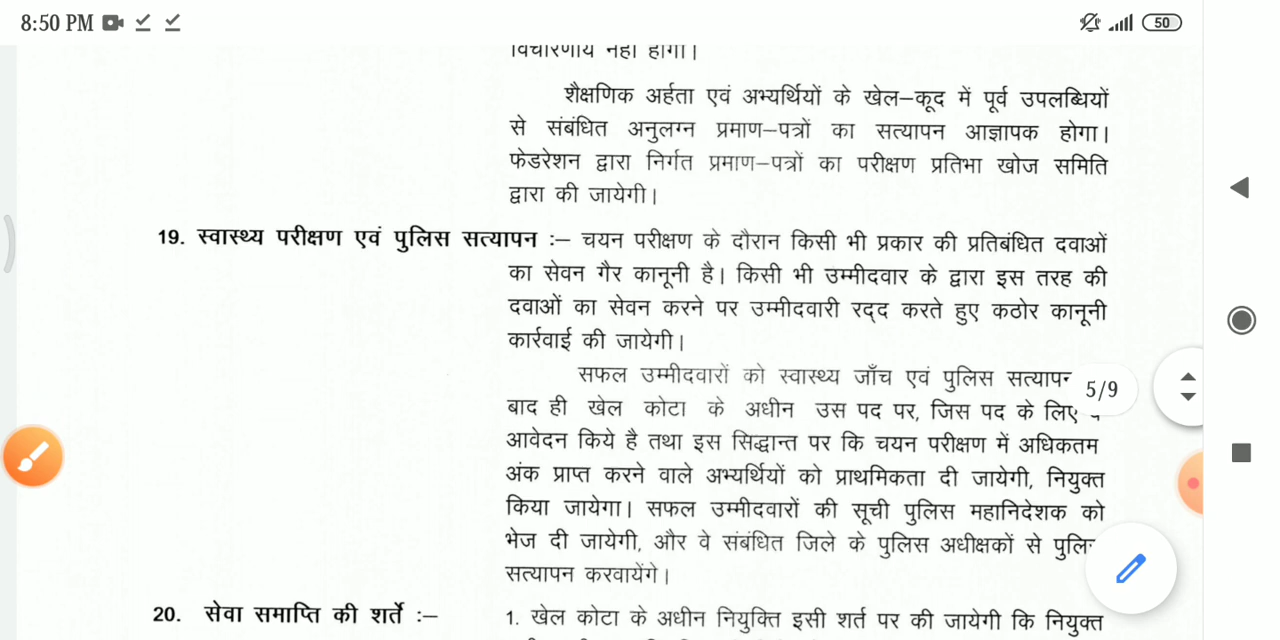 8:50 PM
50
विचारणीय नहीं होगा।
शैक्षणिक अर्हता एवं अभ्यर्थियों के खेल–कूद में पूर्व उपलब्धियों
से संबंधित अनुलग्न प्रमाण–पत्रों का सत्यापन आज्ञापक होगा।
फेडरेशन द्वारा निर्गत प्रमाण–पत्रों का परीक्षण प्रतिभा खोज समिति
द्वारा की जायेगी।
19. स्वास्थ्य परीक्षण एवं पुलिस सत्यापन :– चयन परीक्षण के दौरान किसी भी प्रकार की प्रतिबंधित दवाओं
का सेवन गैर कानूनी है। किसी भी उम्मीदवार के द्वारा इस तरह की
दवाओं का सेवन करने पर उम्मीदवारी रद्द करते हुए कठोर कानूनी
कार्रवाई की जायेगी।
सफल उम्मीदवारों को स्वास्थ्य जाँच एवं पुलिस सत्यापन
5/9
बाद ही खेल कोटा के अधीन उस पद पर, जिस पद के लिए
आवेदन किये है तथा इस सिद्धान्त पर कि चयन परीक्षण में अधिकतम
अंक प्राप्त करने वाले अभ्यर्थियों को प्राथमिकता दी जायेगी, नियुक्त
किया जायेगा। सफल उम्मीदवारों की सूची पुलिस महानिदेशक को
भेज दी जायेगी, और वे संबंधित जिले के पुलिस अधीक्षकों से
सत्यापन करवायेंगे।
20. सेवा समाप्ति की शर्ते :– 1. खेल कोटा के अधीन नियुक्ति इसी शर्त पर की जायेगी कि नियुक्त